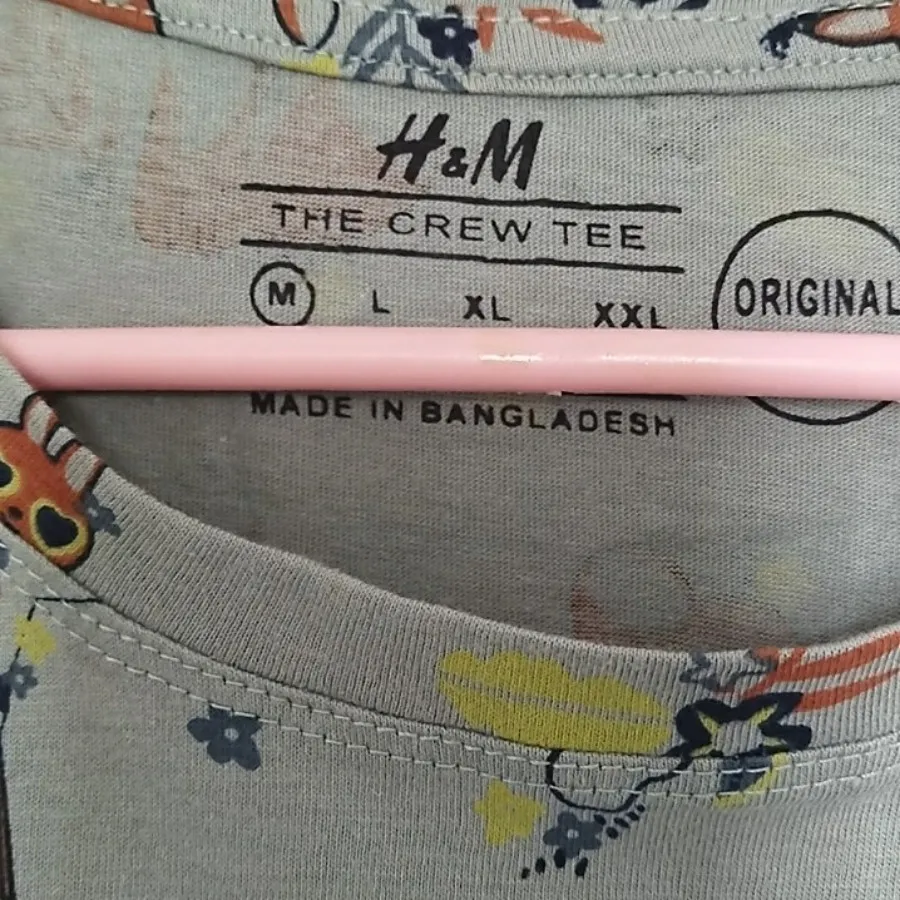 H&M
THE CREW TEE
M L XL XXL
ORIGINAL
MADE IN BANGLADESH